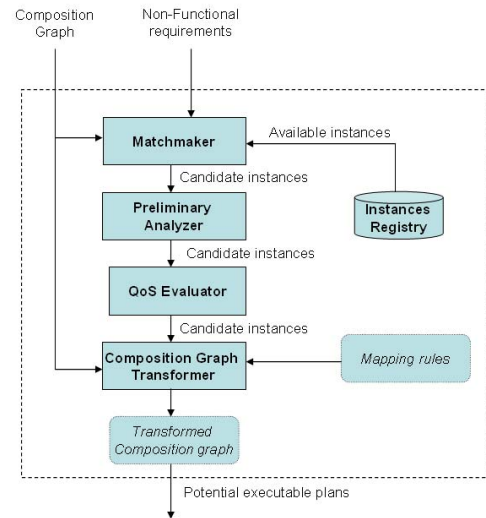 Composition
Graph
Non-Functional
requirements
Available instances
Matchmaker
Candidate instances
Preliminary
Analyzer
Instances
Registry
Candidate instances
QoS Evaluator
Candidate instances
Composition Graph
Transformer
Mapping rules
Transformed
Composition graph
Potential executable plans